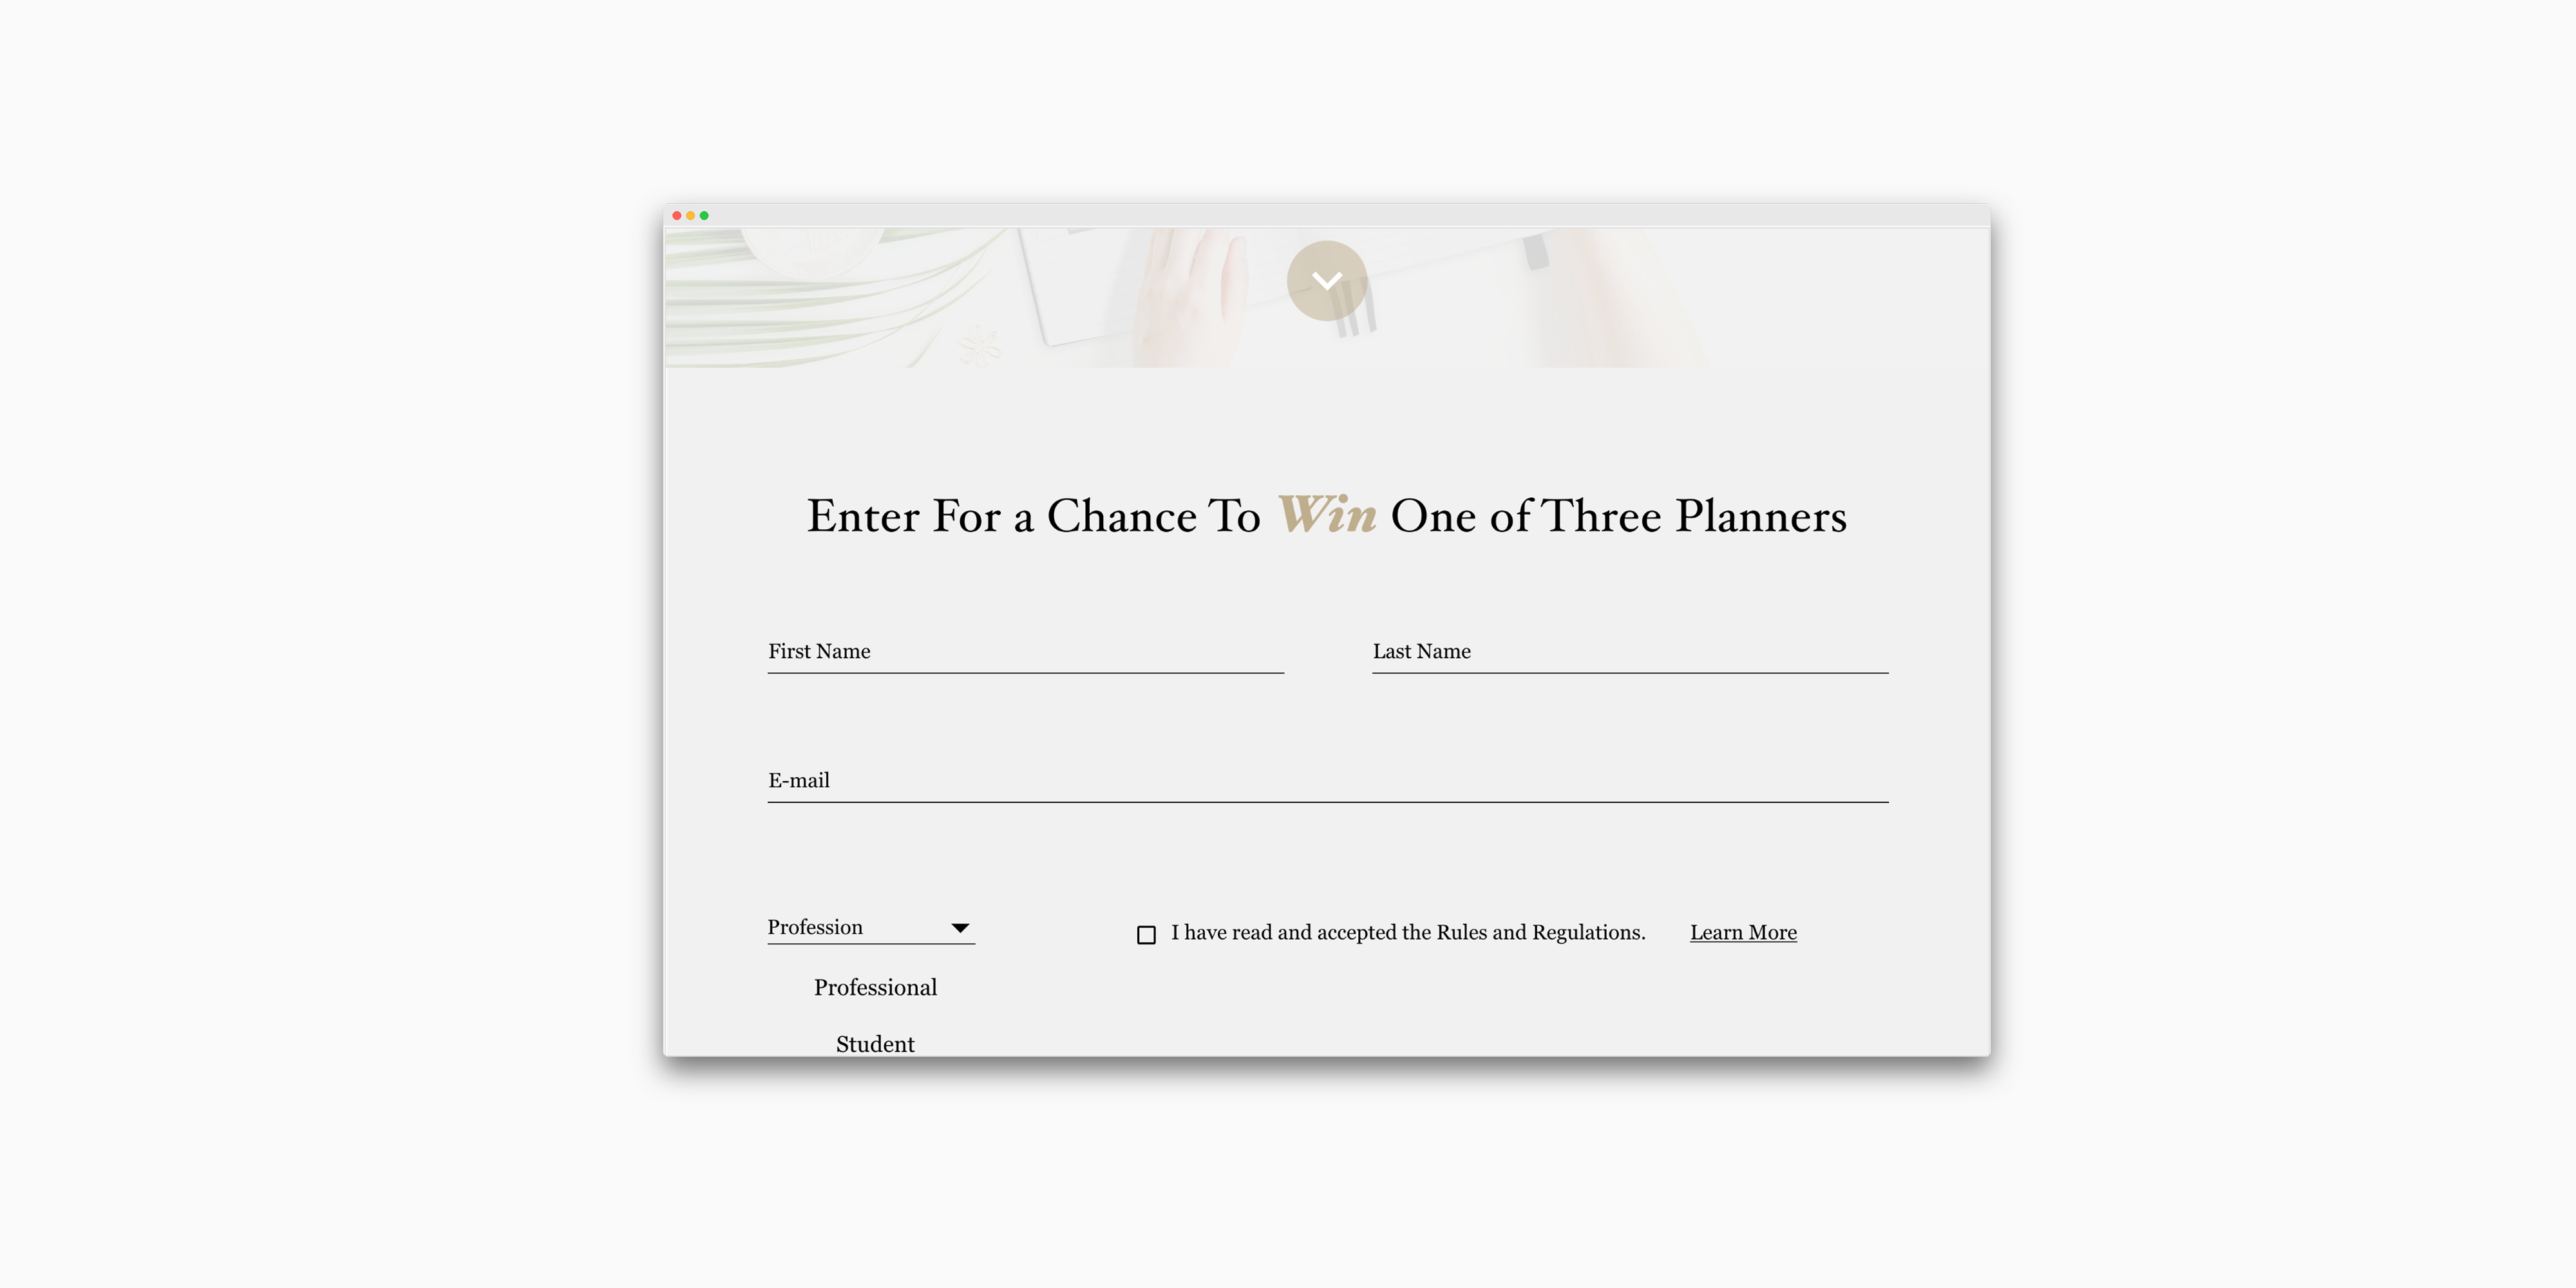 Enter For a Chance To Win One of Three Planners
First Name
Last Name
E-mail
Profession
I have read and accepted the Rules and Regulations.
Learn More
Professional
Student